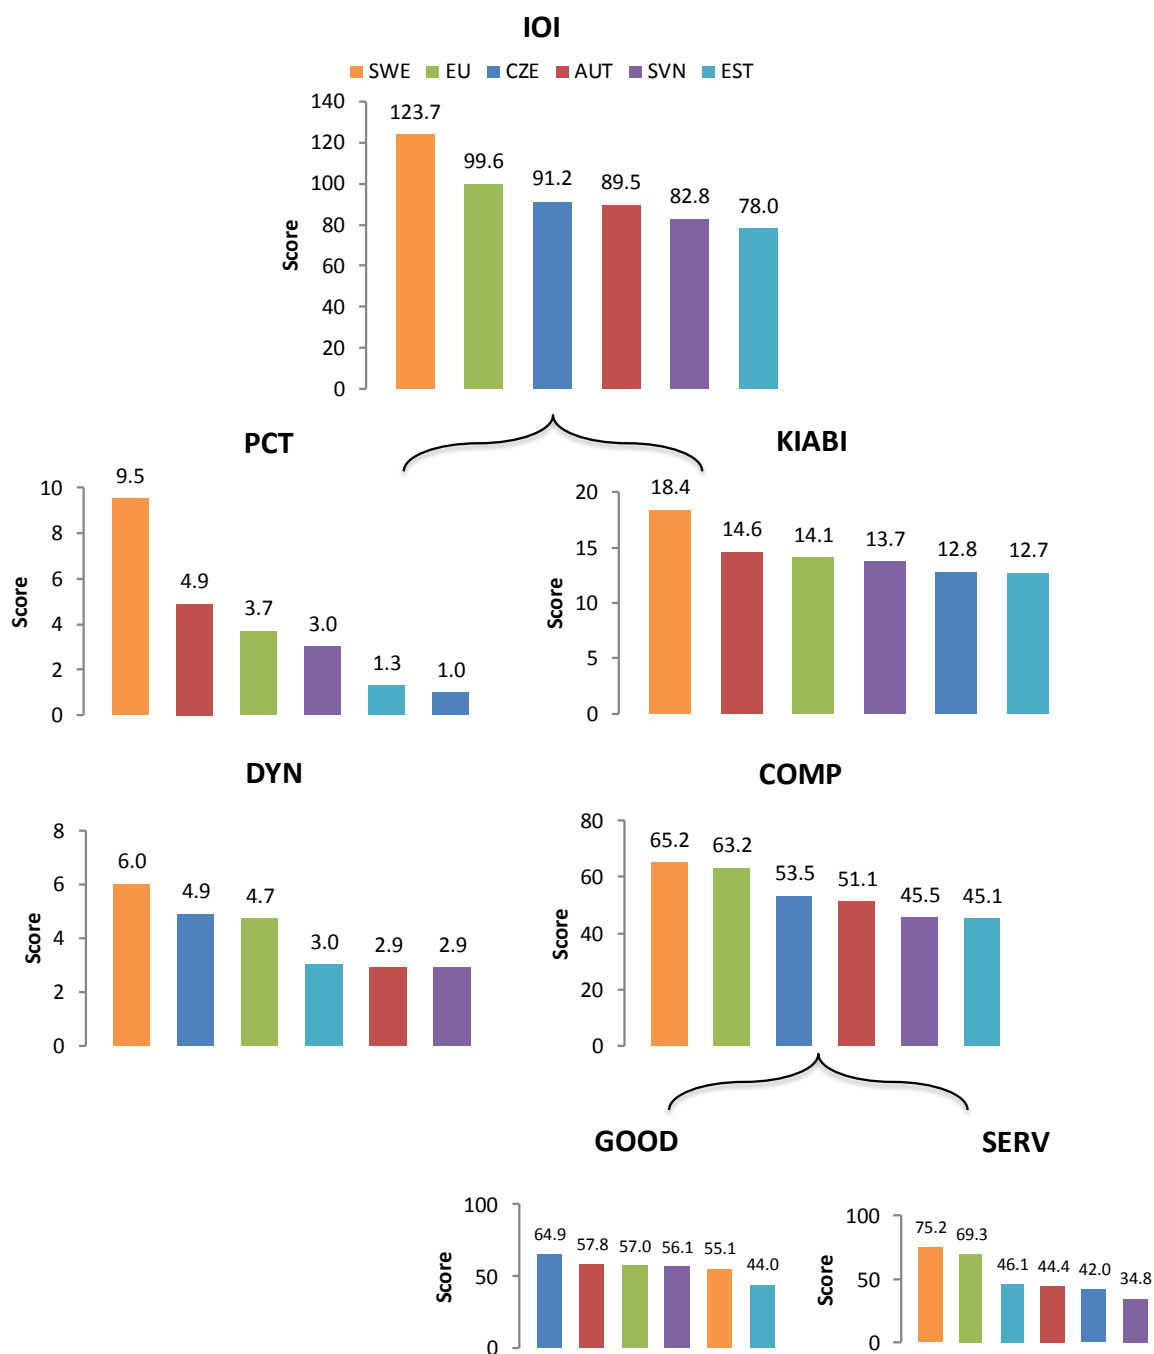 IOI
SWE EU CZE AUT SVN EST
140
120
100
80
60
40
20
0
Score
123.7 99.6 91.2 89.5 82.8 78.0
PCT
10
8
6
4
2
0
Score
9.5 4.9 3.7 3.0 1.3 1.0
KIABI
20
15
10
5
0
Score
18.4 14.6 14.1 13.7 12.8 12.7
DYN
8
6
4
2
0
Score
6.0 4.9 4.7 3.0 2.9 2.9
COMP
80
60
40
20
0
Score
65.2 63.2 53.5 51.1 45.5 45.1
GOOD
100
50
0
Score
64.9 57.8 57.0 56.1 55.1 44.0
SERV
100
50
0
Score
75.2 69.3 46.1 44.4 42.0 34.8